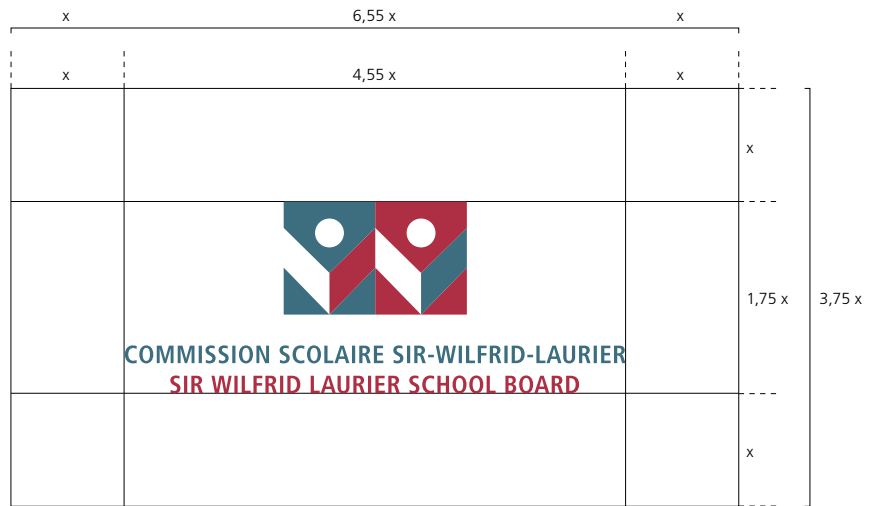 x 6,55 x x
x 4,55 x x
x
1,75 x 3,75 x
COMMISSION SCOLAIRE SIR-WILFRID-LAURIER
SIR WILFRID LAURIER SCHOOL BOARD
x